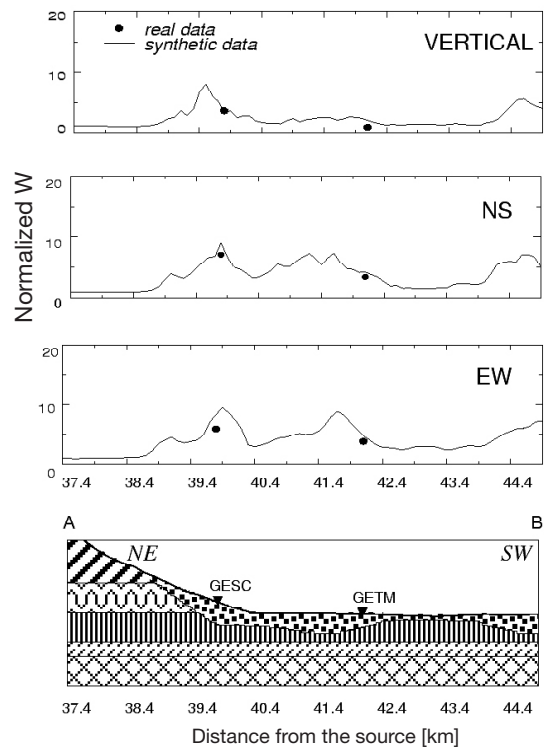 20
real data
synthetic data
VERTICAL
10
0
20
NS
10
0
Normalized W
20
EW
10
0
37.4 38.4 39.4 40.4 41.4 42.4 43.4 44.4
A B
NE SW
GESC
GETM
37.4 38.4 39.4 40.4 41.4 42.4 43.4 44.4
Distance from the source [km]